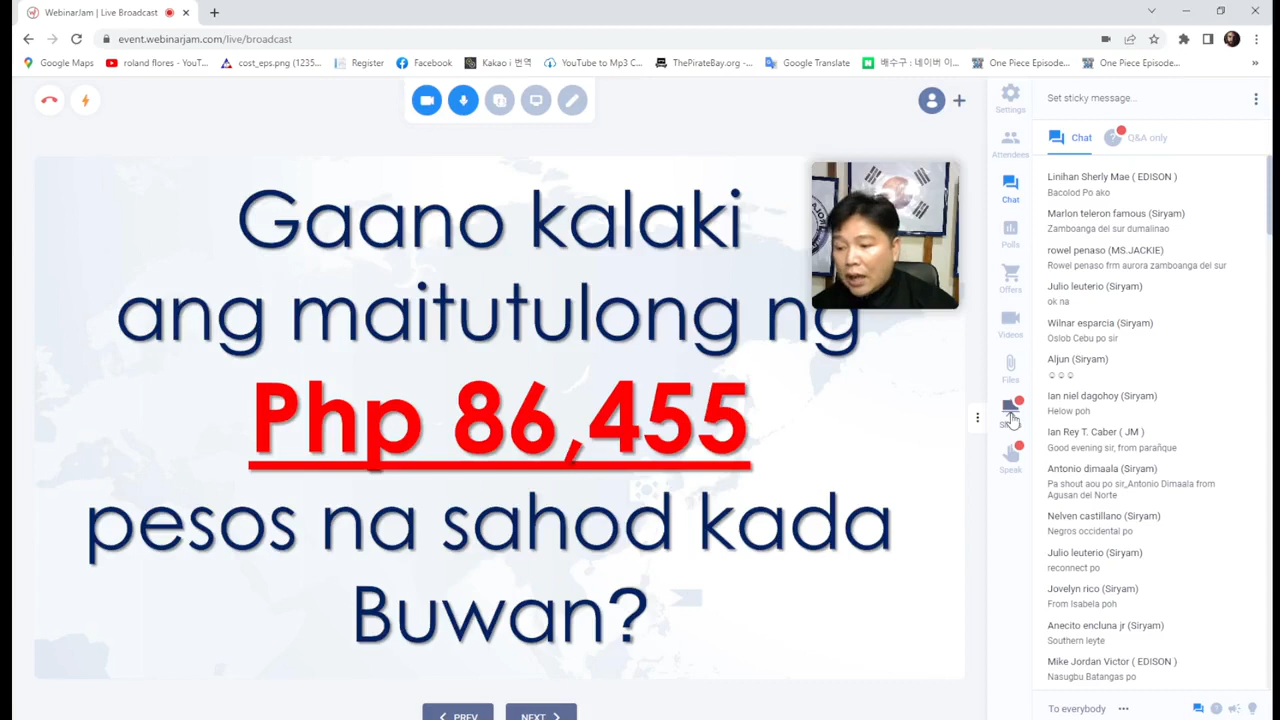 WebinarJam | Live Broadcast
event.webinarjam.com/live/broadcast
Google Maps
roland flores - YouT...
cost_eps.png (1235...
Register
Facebook
Kakao i 번역
YouTube to Mp3 C...
ThePirateBay.org -...
Google Translate
배수구 : 네이버 이...
One Piece Episode...
One Piece Episode...
Gaano kalaki
ang maitutulong ng
Php 86,455
pesos na sahod kada
Buwan?
PREV
NEXT
Settings
Attendees
Chat
Polls
Offers
Videos
Files
Speak
Set sticky message...
Chat
Q&A only
Linihan Sherly Mae ( EDISON )
Bacolod Po ako
Marlon teleron famous (Siryam)
Zamboanga del sur dumalinao
rowel penaso (MS.JACKIE)
Rowel penaso frm aurora zamboanga del sur
Julio leuterio (Siryam)
ok na
Wilnar esparcia (Siryam)
Oslob Cebu po sir
Aljun (Siryam)
Ian niel dagohoy (Siryam)
Helow poh
Ian Rey T. Caber ( JM )
Good evening sir, from parañque
Antonio dimaala (Siryam)
Pa shout aou po sir,,Antonio Dimaala from
Agusan del Norte
Nelven castillano (Siryam)
Negros occidental po
Julio leuterio (Siryam)
reconnect po
Jovelyn rico (Siryam)
From Isabela poh
Anecito encluna jr (Siryam)
Southern leyte
Mike Jordan Victor ( EDISON )
Nasugbu Batangas po
To everybody